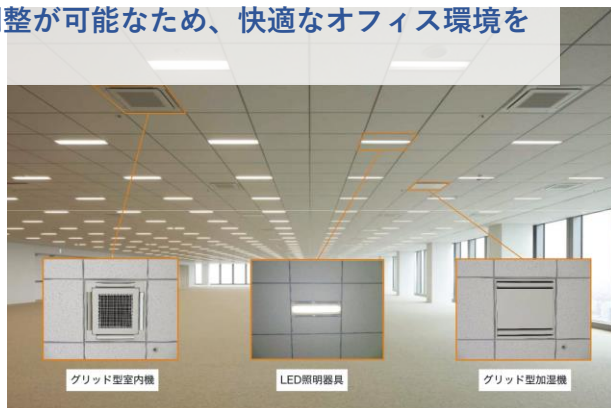 調整が可能なため、快適なオフィス環境を
グリッド型室内機
LED照明器具
グリッド型加湿機